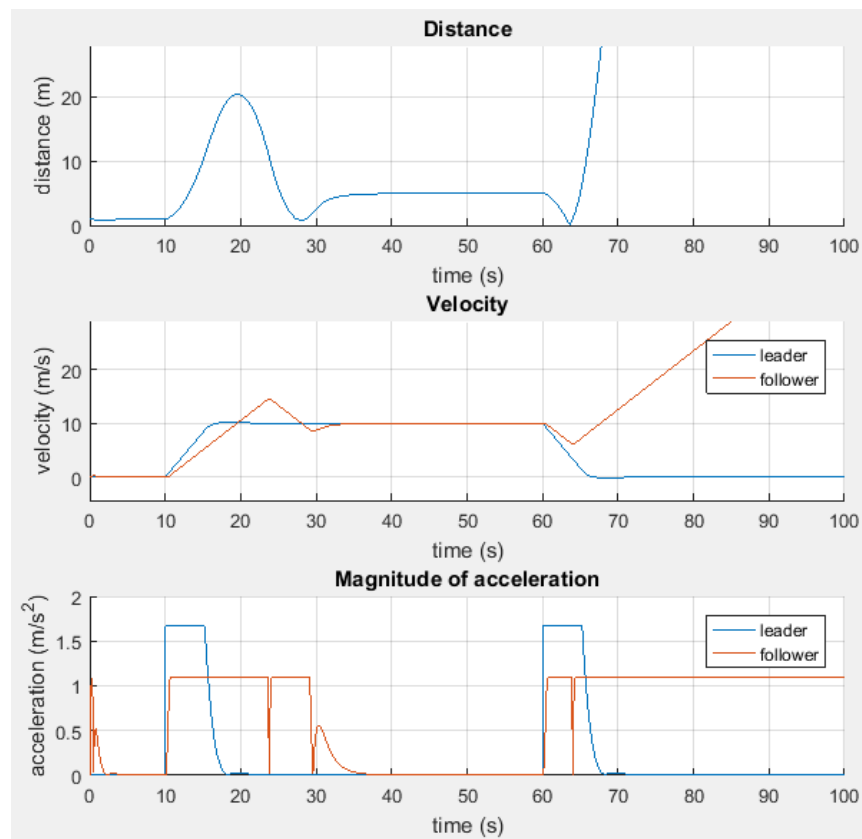 Distance
distance (m)
20
10
0
0 10 20 30 40 50 60 70 80 90 100
time (s)
Velocity
velocity (m/s)
20
10
0
leader
follower
0 10 20 30 40 50 60 70 80 90 100
time (s)
Magnitude of acceleration
acceleration (m/s²)
2
1.5
1
0.5
0
leader
follower
0 10 20 30 40 50 60 70 80 90 100
time (s)